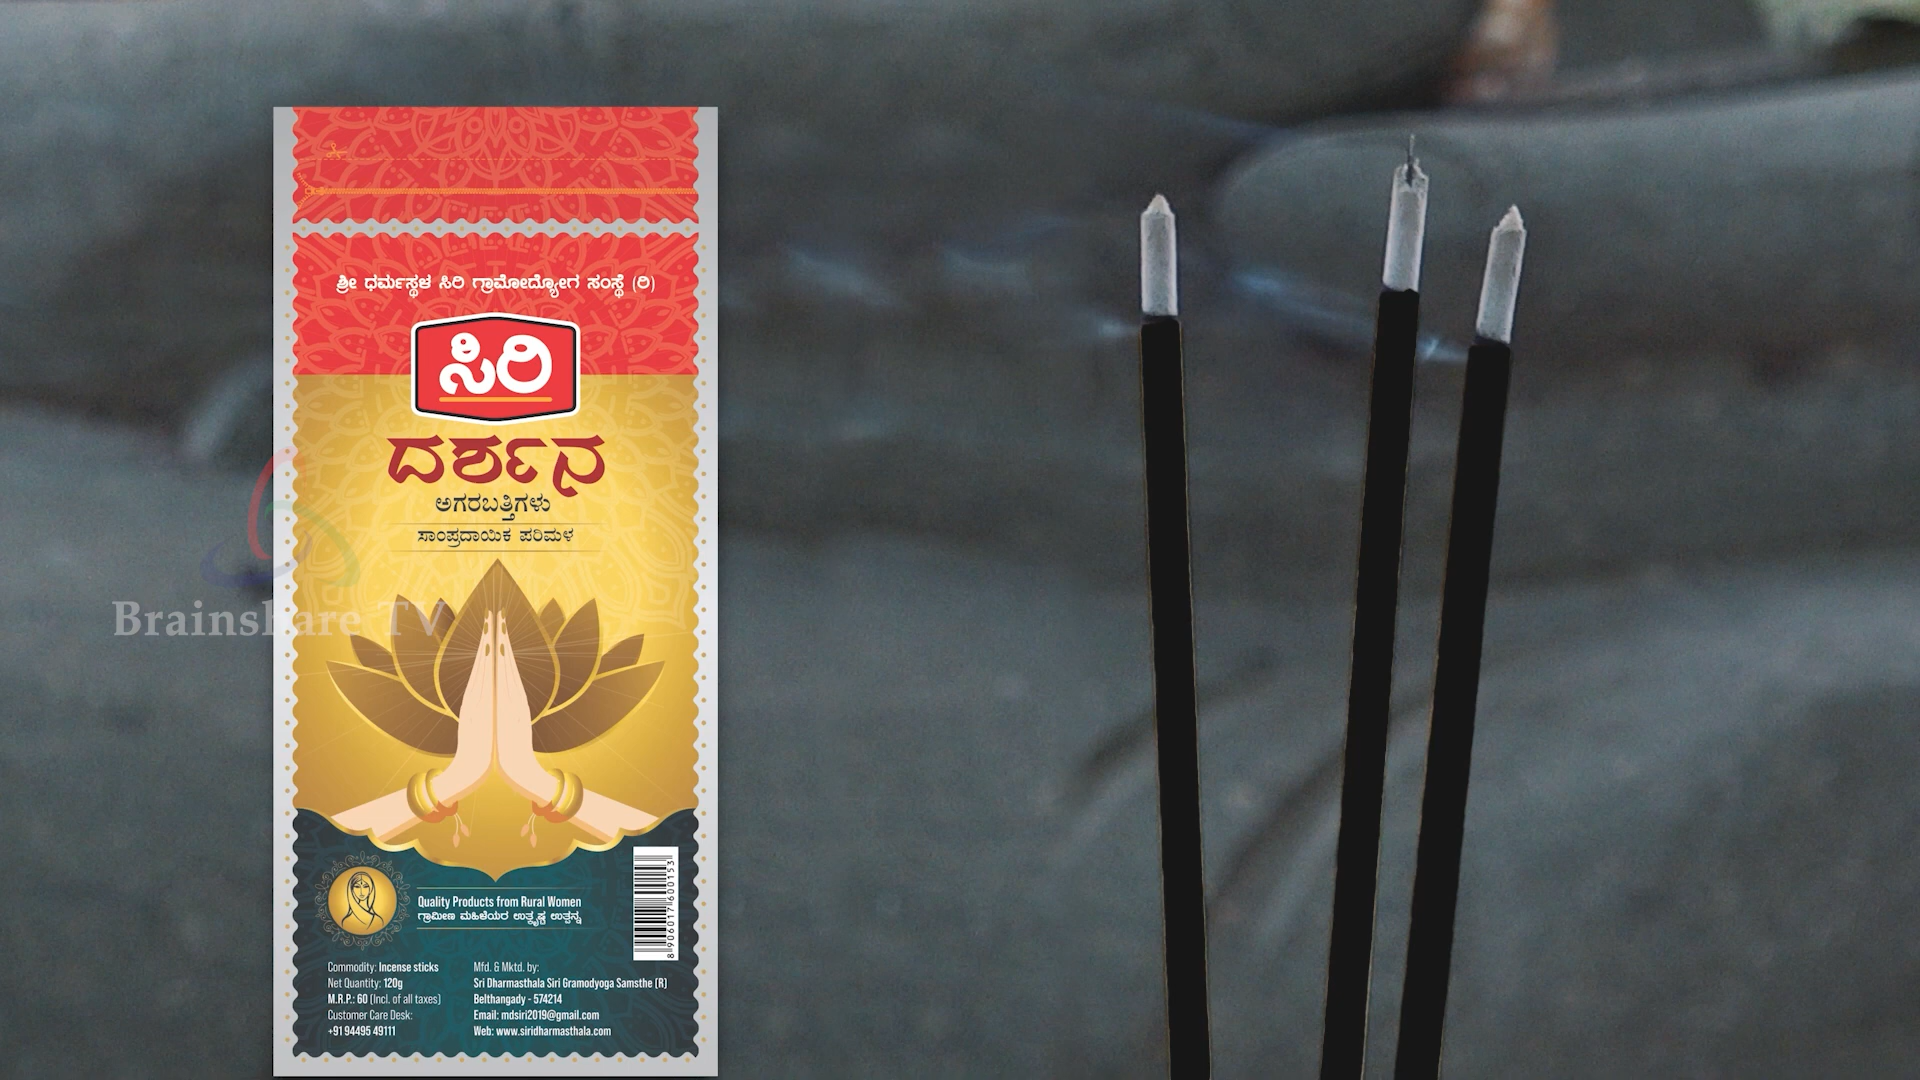 ಶ್ರೀ ಧರ್ಮಸ್ಥಳ ಸಿರಿ ಗ್ರಾಮೋದ್ಯೋಗ ಸಂಸ್ಥೆ (ರಿ)
ಸಿರಿ
ದರ್ಶನ
ಅಗರಬತ್ತಿಗಳು
ಸಾಂಪ್ರದಾಯಿಕ ಪರಿಮಳ
Brainshare TV
Quality Products from Rural Women
ಗ್ರಾಮೀಣ ಮಹಿಳೆಯರ ಉತ್ಕೃಷ್ಟ ಉತ್ಪನ್ನ
8906017600153
Commodity: Incense sticks
Net Quantity: 120g
M.R.P.: 60 (Incl. of all taxes)
Customer Care Desk:
+91 94495 49111
Mfd. & Mktd. by:
Sri Dharmasthala Siri Gramodyoga Samsthe (R)
Belthangady - 574214
Email: mdsiri2019@gmail.com
Web: www.siridharmasthala.com